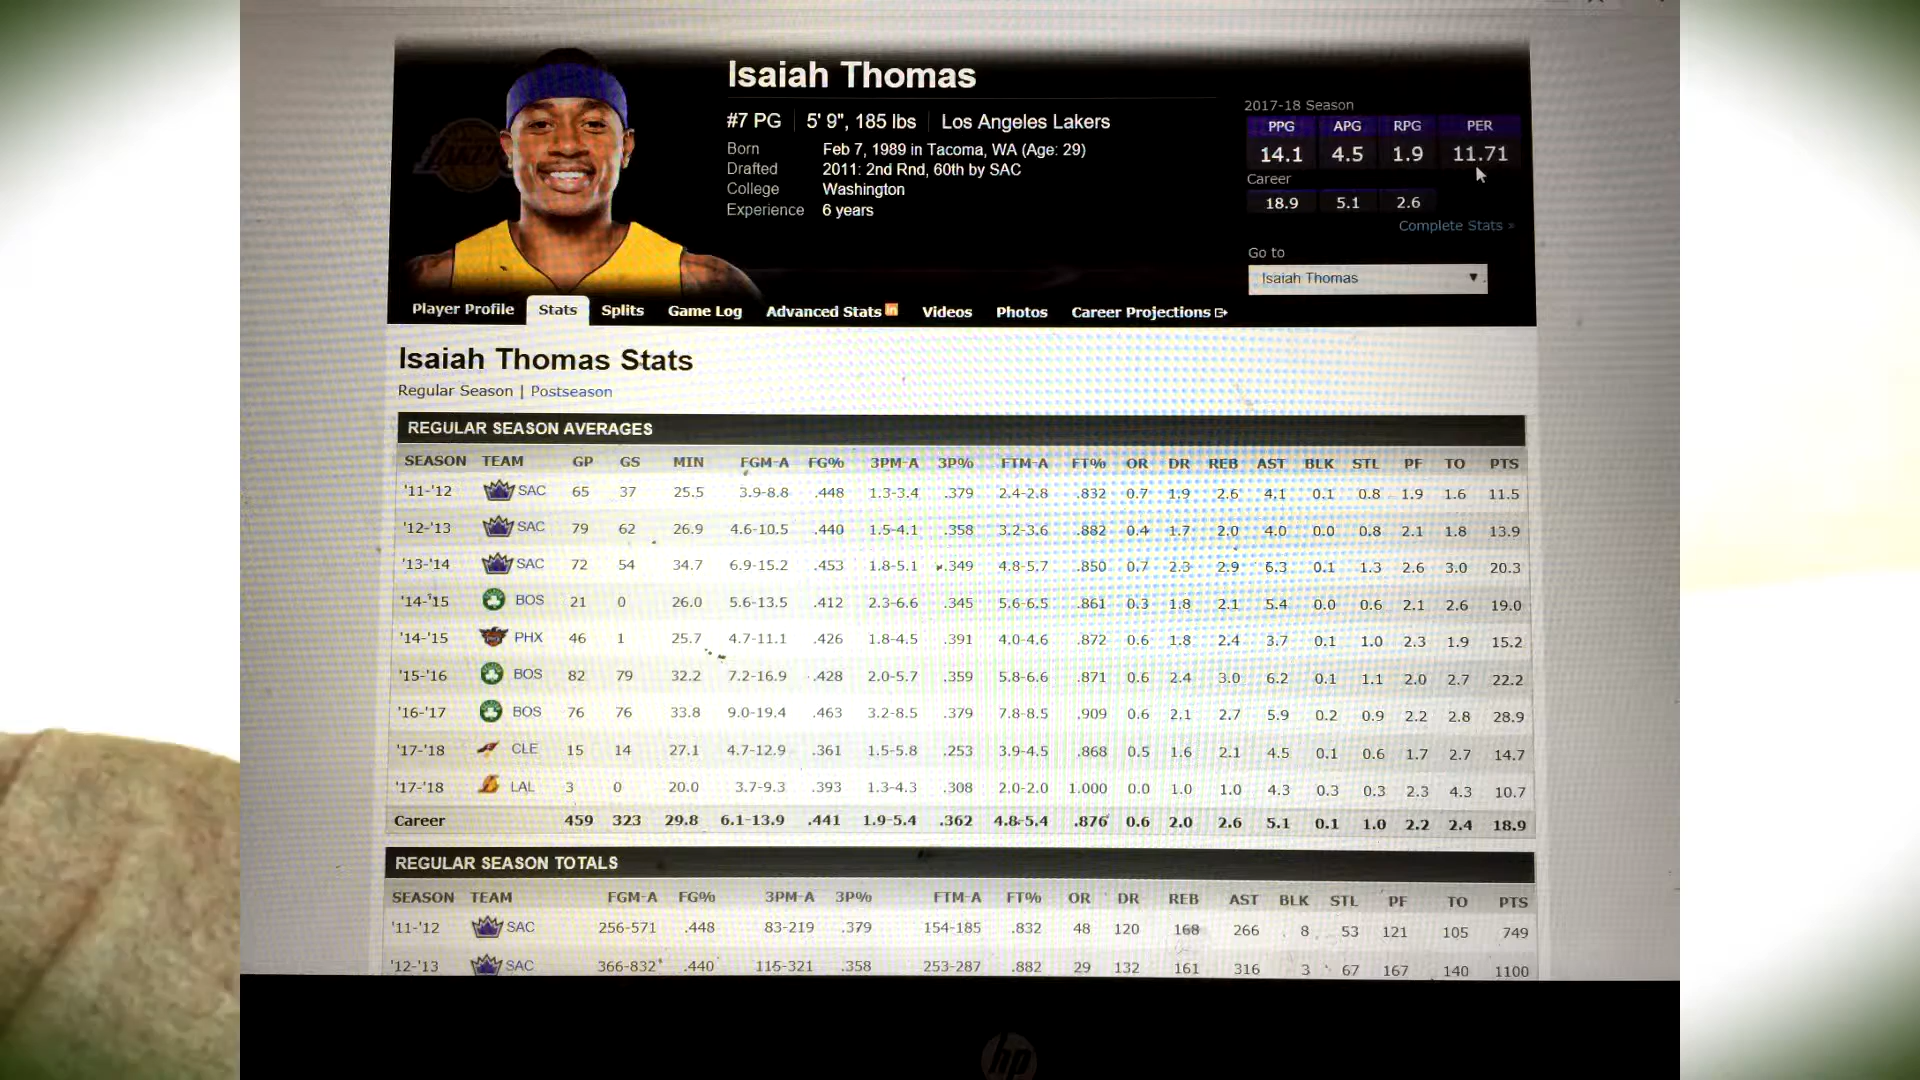 Isaiah Thomas
#7 PG 5' 9", 185 lbs Los Angeles Lakers
Born Feb 7, 1989 in Tacoma, WA (Age: 29)
Drafted 2011: 2nd Rnd, 60th by SAC
College Washington
Experience 6 years
2017-18 Season
PPG APG RPG PER
14.1 4.5 1.9 11.71
Career
18.9 5.1 2.6
Complete Stats »
Go to
Isaiah Thomas
Player Profile Stats Splits Game Log Advanced Stats in Videos Photos Career Projections
Isaiah Thomas Stats
Regular Season | Postseason
REGULAR SEASON AVERAGES
SEASON TEAM GP GS MIN FGM-A FG% 3PM-A 3P% FTM-A FT% OR DR REB AST BLK STL PF TO PTS
'11-'12 SAC 65 37 25.5 3.9-8.8 .448 1.3-3.4 .379 2.4-2.8 .832 0.7 1.9 2.6 4.1 0.1 0.8 1.9 1.6 11.5
'12-'13 SAC 79 62 26.9 4.6-10.5 .440 1.5-4.1 .358 3.2-3.6 .882 0.4 1.7 2.0 4.0 0.0 0.8 2.1 1.8 13.9
'13-'14 SAC 72 54 34.7 6.9-15.2 .453 1.8-5.1 .349 4.8-5.7 .850 0.7 2.3 2.9 6.3 0.1 1.3 2.6 3.0 20.3
'14-'15 BOS 21 0 26.0 5.6-13.5 .412 2.3-6.6 .345 5.6-6.5 .861 0.3 1.8 2.1 5.4 0.0 0.6 2.1 2.6 19.0
'14-'15 PHX 46 1 25.7 4.7-11.1 .426 1.8-4.5 .391 4.0-4.6 .872 0.6 1.8 2.4 3.7 0.1 1.0 2.3 1.9 15.2
'15-'16 BOS 82 79 32.2 7.2-16.9 .428 2.0-5.7 .359 5.8-6.6 .871 0.6 2.4 3.0 6.2 0.1 1.1 2.0 2.7 22.2
'16-'17 BOS 76 76 33.8 9.0-19.4 .463 3.2-8.5 .379 7.8-8.5 .909 0.6 2.1 2.7 5.9 0.2 0.9 2.2 2.8 28.9
'17-'18 CLE 15 14 27.1 4.7-12.9 .361 1.5-5.8 .253 3.9-4.5 .868 0.5 1.6 2.1 4.5 0.1 0.6 1.7 2.7 14.7
'17-'18 LAL 3 0 20.0 3.7-9.3 .393 1.3-4.3 .308 2.0-2.0 1.000 0.0 1.0 1.0 4.3 0.3 0.3 2.3 4.3 10.7
Career 459 323 29.8 6.1-13.9 .441 1.9-5.4 .362 4.8-5.4 .876 0.6 2.0 2.6 5.1 0.1 1.0 2.2 2.4 18.9
REGULAR SEASON TOTALS
SEASON TEAM FGM-A FG% 3PM-A 3P% FTM-A FT% OR DR REB AST BLK STL PF TO PTS
'11-'12 SAC 256-571 .448 83-219 .379 154-185 .832 48 120 168 266 8 53 121 105 749
'12-'13 SAC 366-832 .440 115-321 .358 253-287 .882 29 132 161 316 3 67 167 140 1100
hp